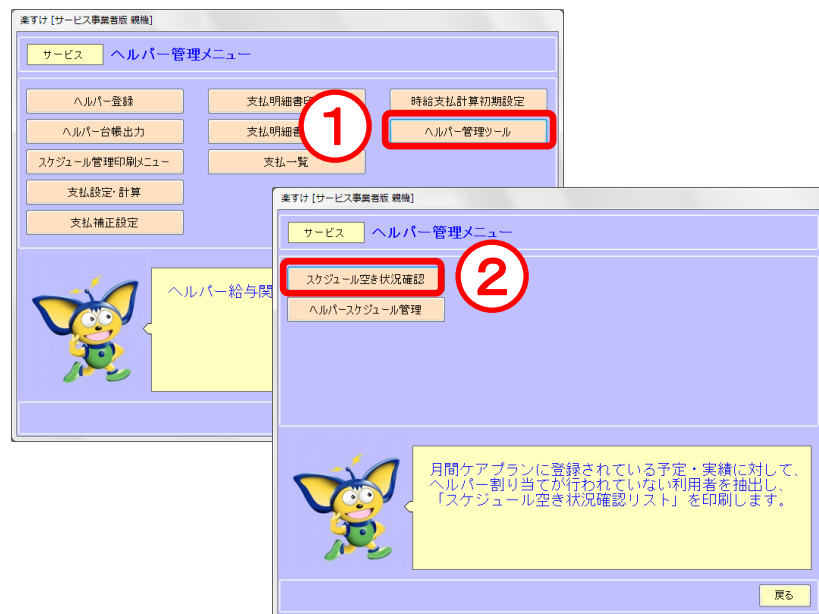 楽すけ [サービス事業者版 親機]
サービス ヘルパー管理メニュー
ヘルパー登録
支払明細書
時給支払計算初期設定
ヘルパー台帳出力
支払明細書
①
ヘルパー管理ツール
スケジュール管理印刷メニュー
支払一覧
支払設定・計算
支払補正設定
ヘルパー給与関
楽すけ [サービス事業者版 親機]
サービス ヘルパー管理メニュー
スケジュール空き状況確認
②
ヘルパースケジュール管理
月間ケアプランに登録されている予定・実績に対して、
ヘルパー割り当てが行われていない利用者を抽出し、
「スケジュール空き状況確認リスト」を印刷します。
戻る